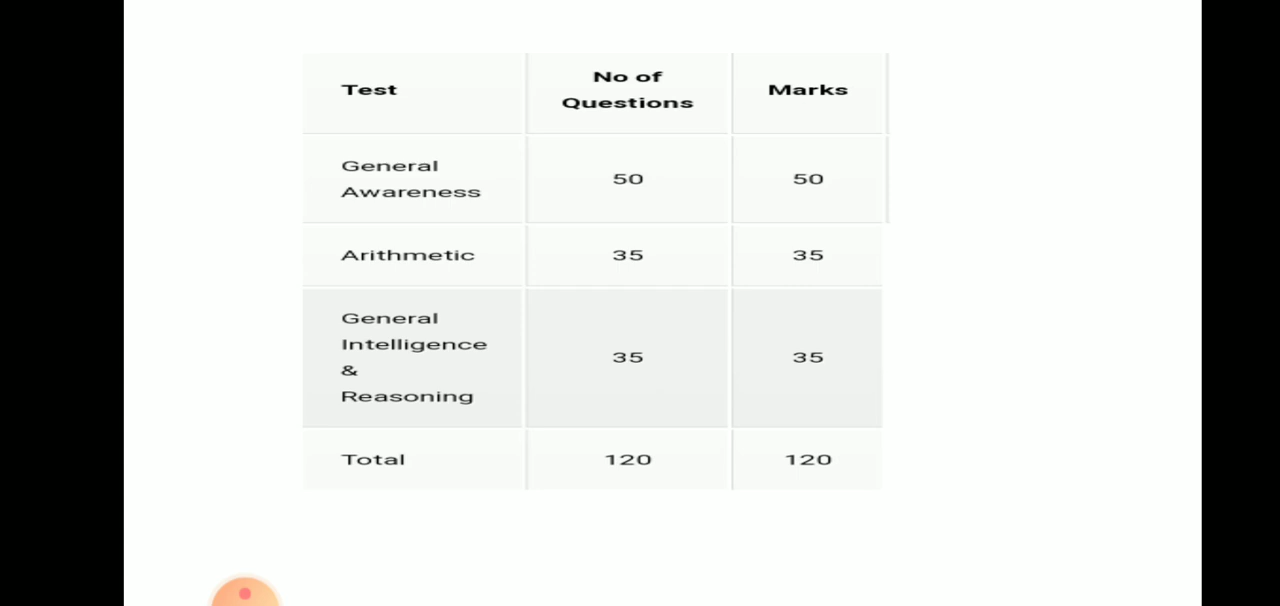 Test
No of
Questions
Marks
General
Awareness
50
50
Arithmetic
35
35
General
Intelligence
&
Reasoning
35
35
Total
120
120